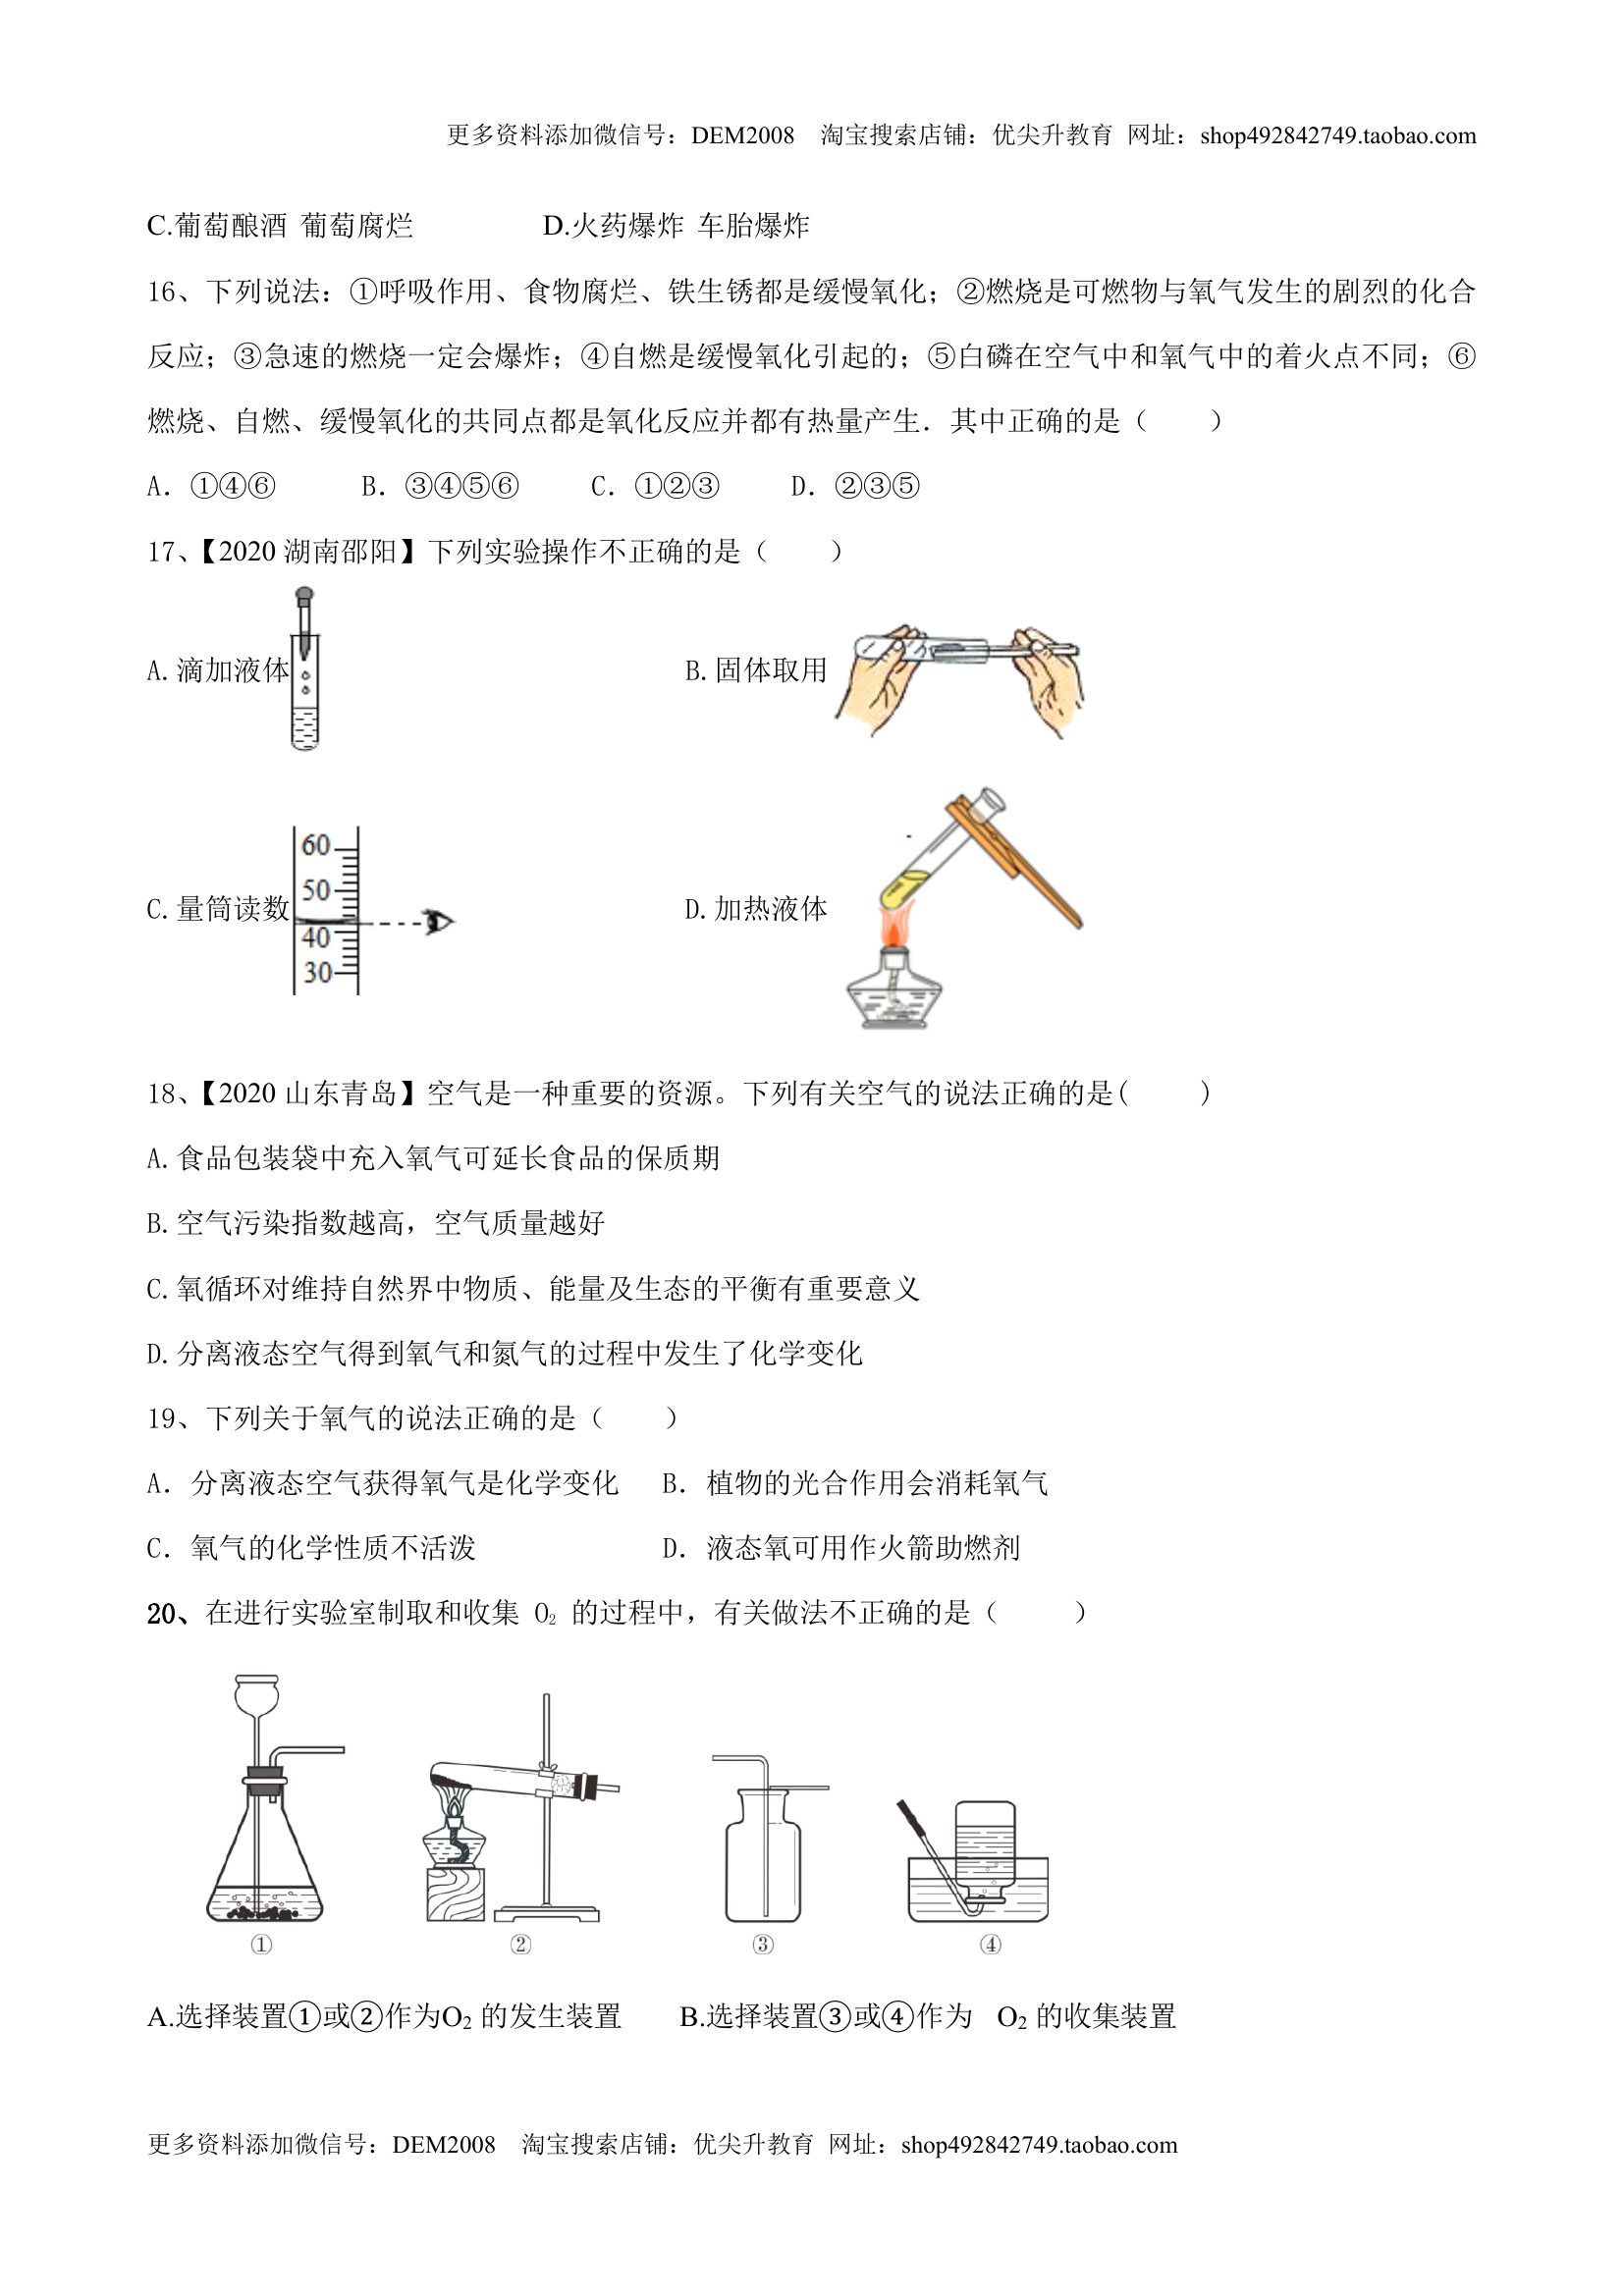 更多资料添加微信号：DEM2008 淘宝搜索店铺：优尖升教育 网址：shop492842749.taobao.com
C.葡萄酿酒 葡萄腐烂 D.火药爆炸 车胎爆炸
16、下列说法：①呼吸作用、食物腐烂、铁生锈都是缓慢氧化；②燃烧是可燃物与氧气发生的剧烈的化合
反应；③急速的燃烧一定会爆炸；④自燃是缓慢氧化引起的；⑤白磷在空气中和氧气中的着火点不同；⑥
燃烧、自燃、缓慢氧化的共同点都是氧化反应并都有热量产生．其中正确的是（ ）
A．①④⑥ B．③④⑤⑥ C．①②③ D．②③⑤
17、【2020 湖南邵阳】下列实验操作不正确的是（ ）
A.滴加液体 B.固体取用
60
50
C.量筒读数 D.加热液体
40
30
18、【2020 山东青岛】空气是一种重要的资源。下列有关空气的说法正确的是( )
A.食品包装袋中充入氧气可延长食品的保质期
B.空气污染指数越高，空气质量越好
C.氧循环对维持自然界中物质、能量及生态的平衡有重要意义
D.分离液态空气得到氧气和氮气的过程中发生了化学变化
19、下列关于氧气的说法正确的是（ ）
A．分离液态空气获得氧气是化学变化 B．植物的光合作用会消耗氧气
C．氧气的化学性质不活泼 D．液态氧可用作火箭助燃剂
20、在进行实验室制取和收集 O₂ 的过程中，有关做法不正确的是（ ）
① ② ③ ④
A.选择装置①或②作为O₂ 的发生装置 B.选择装置③或④作为 O₂ 的收集装置
更多资料添加微信号：DEM2008 淘宝搜索店铺：优尖升教育 网址：shop492842749.taobao.com